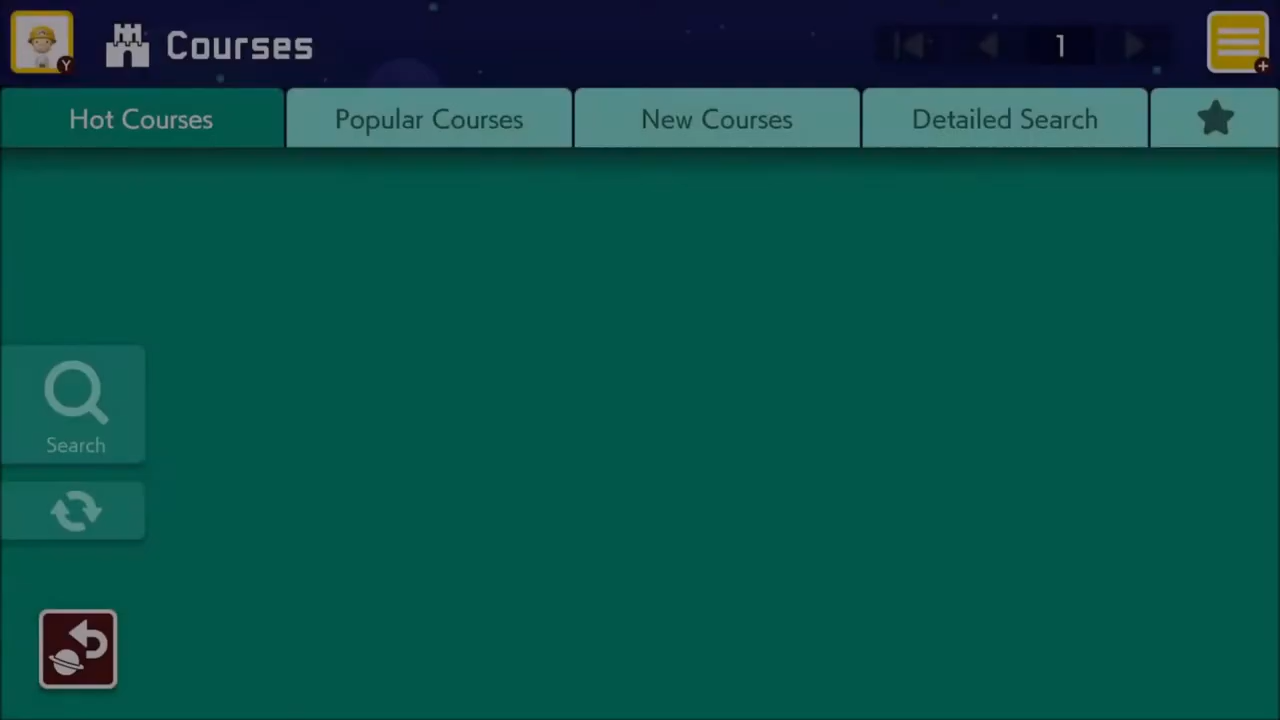 Y
Courses
1
+
Hot Courses
Popular Courses
New Courses
Detailed Search
Search